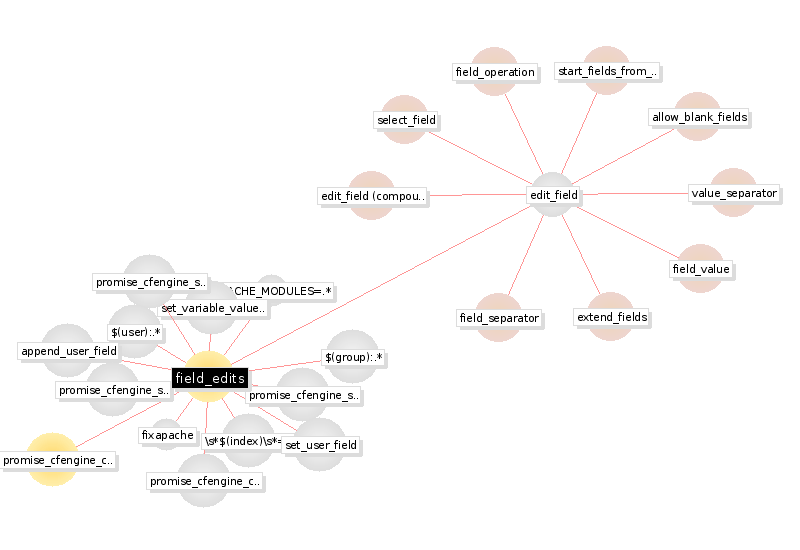 field_operation
start_fields_from_..
select_field
allow_blank_fields
edit_field (compou..
edit_field
value_separator
field_value
field_separator
extend_fields
promise_cfengine_s..
ACHE_MODULES=.*
set_variable_value..
$(user):.*
append_user_field
$(group):.*
field_edits
promise_cfengine_s..
promise_cfengine_s..
fixapache
\s*$(index)\s*=
set_user_field
promise_cfengine_c..
promise_cfengine_c..